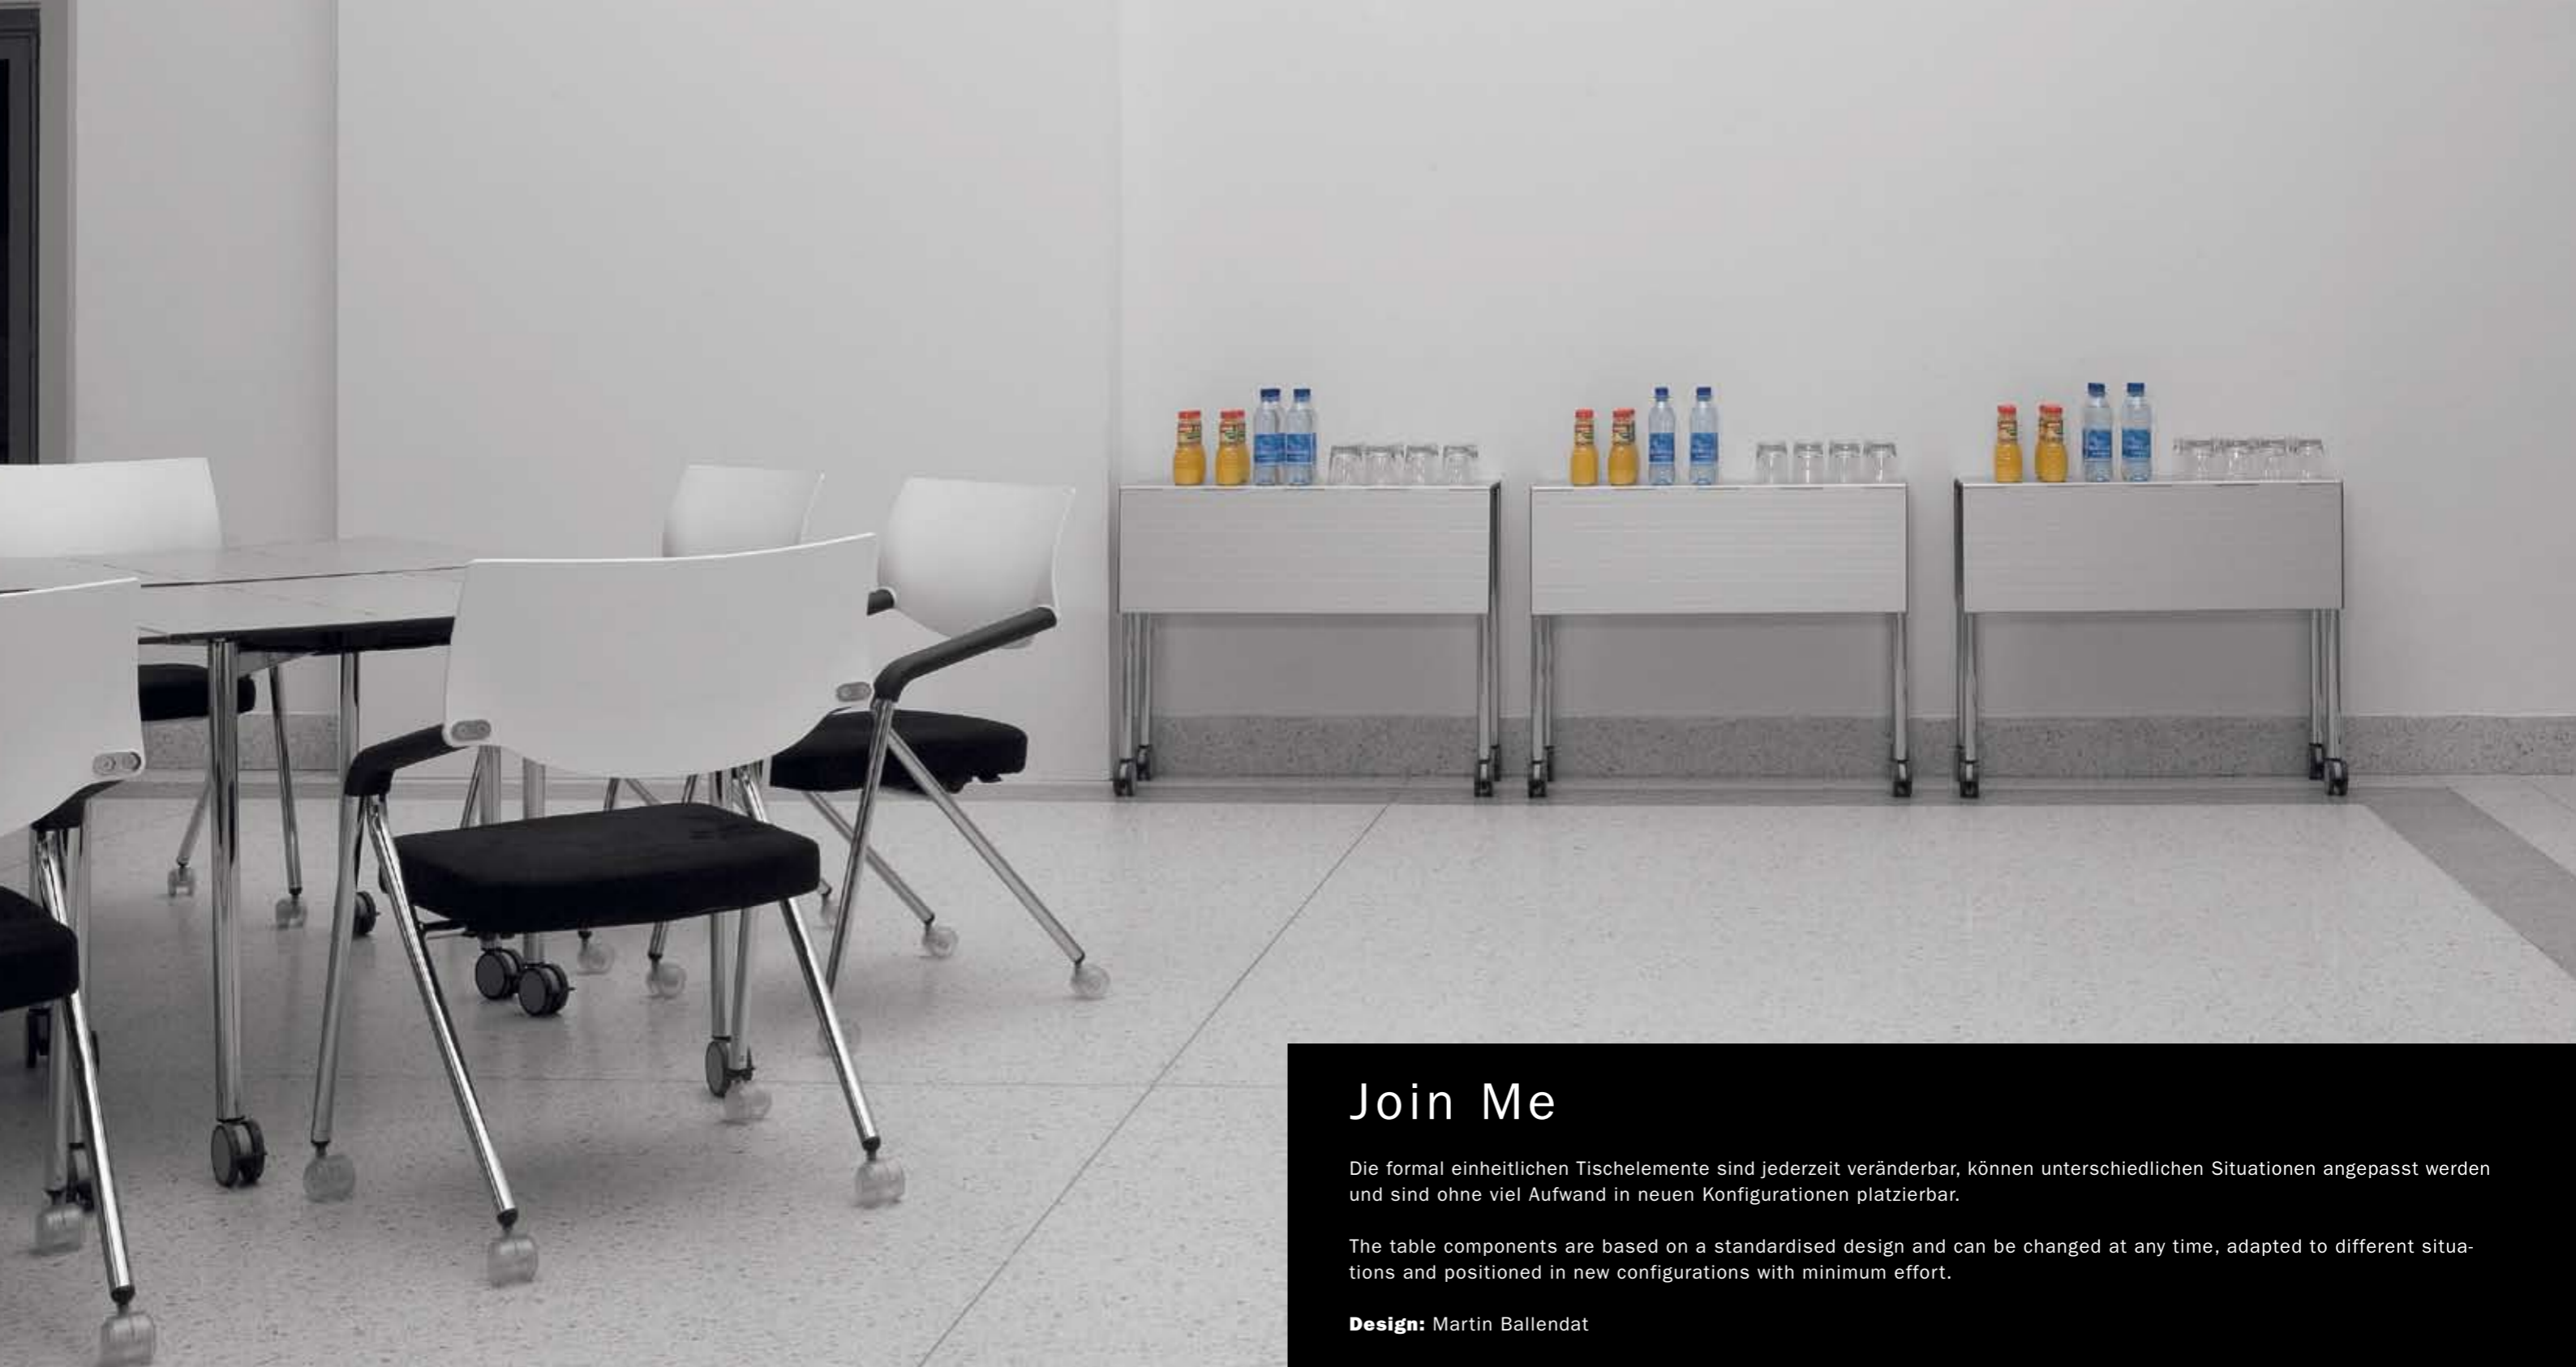 Join Me
Die formal einheitlichen Tischelemente sind jederzeit veränderbar, können unterschiedlichen Situationen angepasst werden
und sind ohne viel Aufwand in neuen Konfigurationen platzierbar.
The table components are based on a standardised design and can be changed at any time, adapted to different situa-
tions and positioned in new configurations with minimum effort.
Design: Martin Ballendat